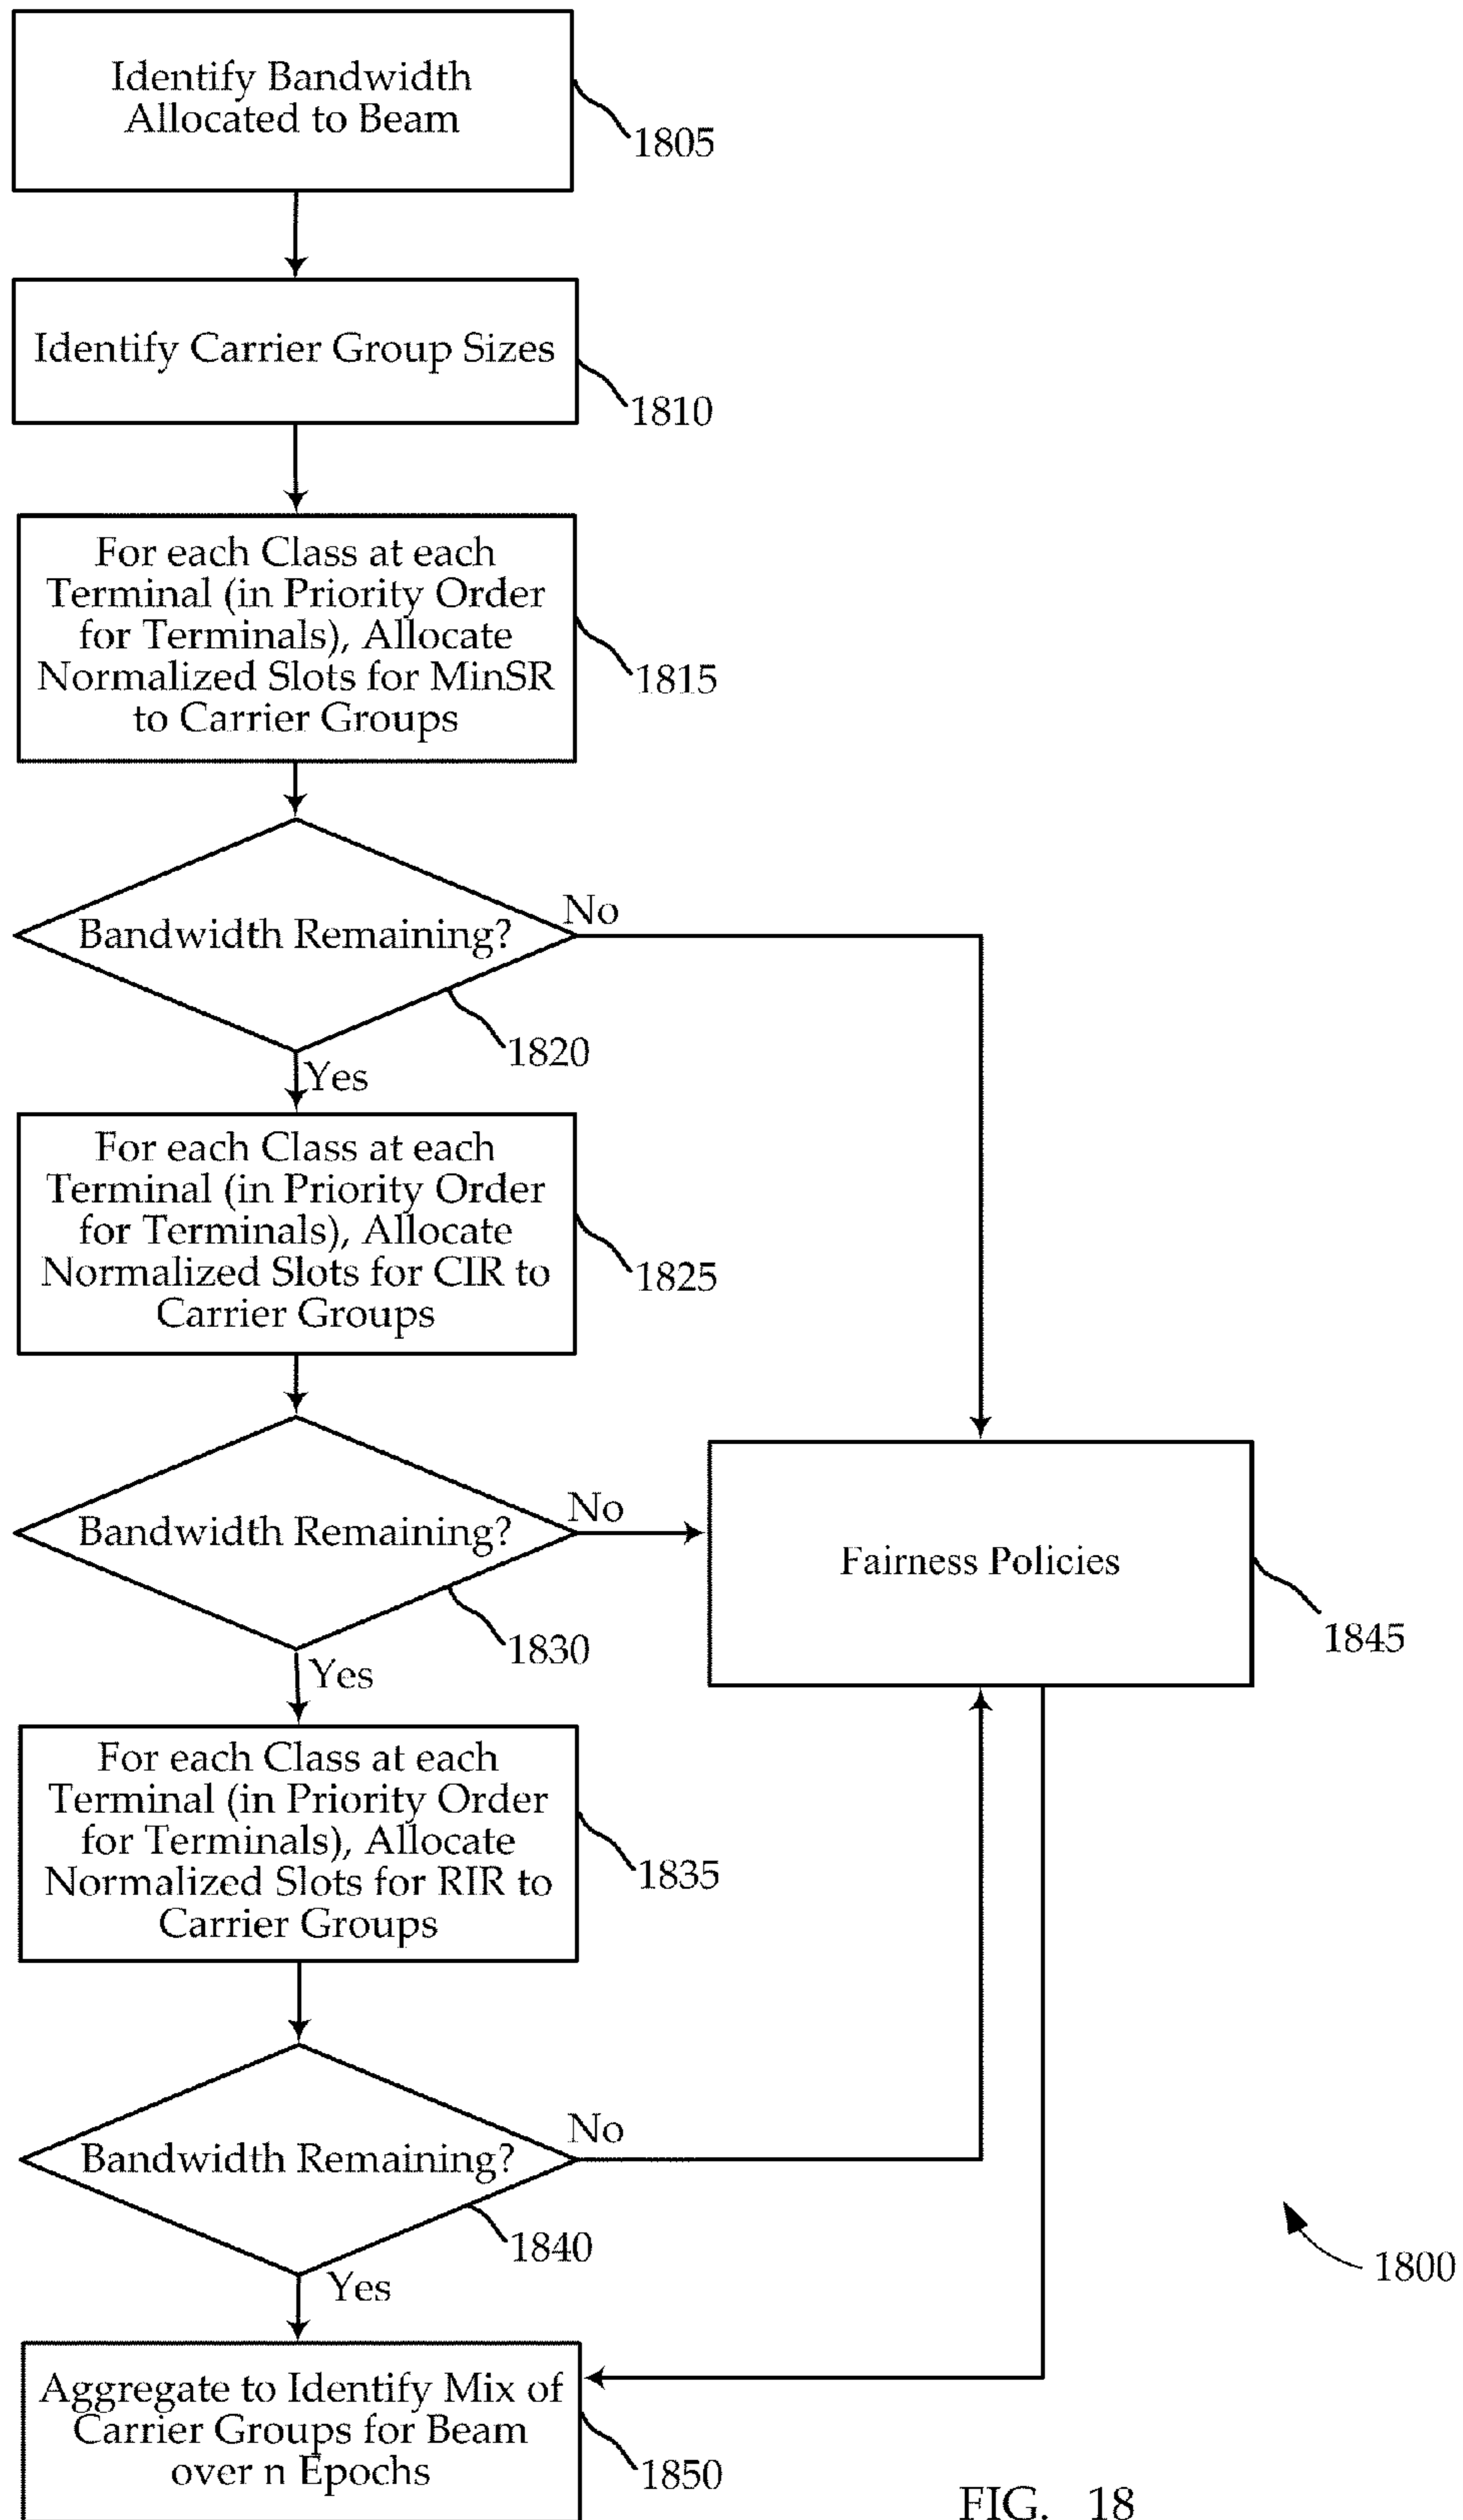 Identify Bandwidth
Allocated to Beam
1805
Identify Carrier Group Sizes
1810
For each Class at each
Terminal (in Priority Order
for Terminals), Allocate
Normalized Slots for MinSR
to Carrier Groups
1815
Bandwidth Remaining?
No
1820
Yes
For each Class at each
Terminal (in Priority Order
for Terminals), Allocate
Normalized Slots for CIR to
Carrier Groups
1825
Bandwidth Remaining?
No
1830
Yes
Fairness Policies
1845
For each Class at each
Terminal (in Priority Order
for Terminals), Allocate
Normalized Slots for RIR to
Carrier Groups
1835
Bandwidth Remaining?
No
1840
Yes
1800
Aggregate to Identify Mix of
Carrier Groups for Beam
over n Epochs
1850
FIG. 18